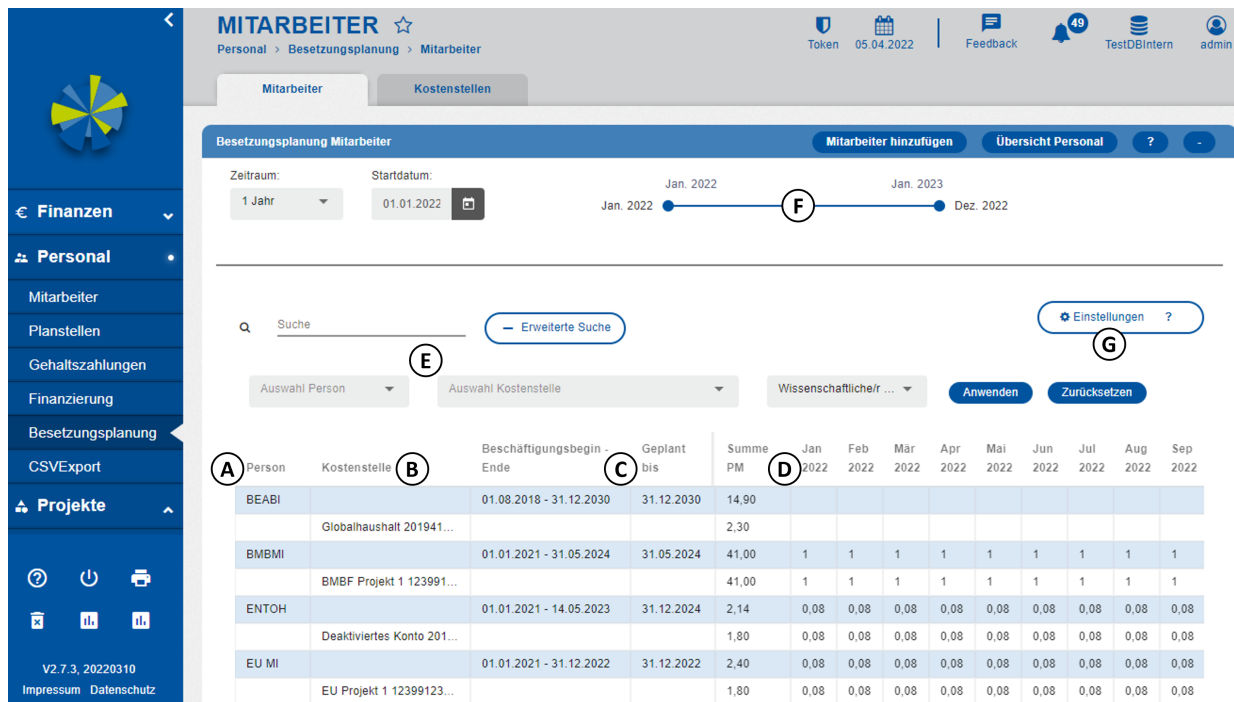 MITARBEITER
Personal > Besetzungsplanung > Mitarbeiter
Token 05.04.2022 Feedback 49 TestDBIntern admin
Mitarbeiter Kostenstellen
€ Finanzen
Personal
Mitarbeiter
Planstellen
Gehaltszahlungen
Finanzierung
Besetzungsplanung
CSVExport
Projekte
V2.7.3, 20220310
Impressum Datenschutz
Besetzungsplanung Mitarbeiter Mitarbeiter hinzufügen Übersicht Personal ? -
Zeitraum: Startdatum:
Jan. 2022 Jan. 2023
1 Jahr 01.01.2022 Jan. 2022 F Dez. 2022
Suche − Erweiterte Suche Einstellungen ?
E G
Auswahl Person Auswahl Kostenstelle Wissenschaftliche/r ... Anwenden Zurücksetzen
Beschäftigungsbegin - Geplant Summe Jan Feb Mär Apr Mai Jun Jul Aug Sep
A Person Kostenstelle B Ende C bis PM D 2022 2022 2022 2022 2022 2022 2022 2022 2022
BEABI 01.08.2018 - 31.12.2030 31.12.2030 14,90
Globalhaushalt 201941... 2,30
BMBMI 01.01.2021 - 31.05.2024 31.05.2024 41,00 1 1 1 1 1 1 1 1 1
BMBF Projekt 1 123991... 41,00 1 1 1 1 1 1 1 1 1
ENTOH 01.01.2021 - 14.05.2023 31.12.2024 2,14 0,08 0,08 0,08 0,08 0,08 0,08 0,08 0,08 0,08
Deaktiviertes Konto 201... 1,80 0,08 0,08 0,08 0,08 0,08 0,08 0,08 0,08 0,08
EU MI 01.01.2021 - 31.12.2022 31.12.2022 2,40 0,08 0,08 0,08 0,08 0,08 0,08 0,08 0,08 0,08
EU Projekt 1 12399123... 1,80 0,08 0,08 0,08 0,08 0,08 0,08 0,08 0,08 0,08